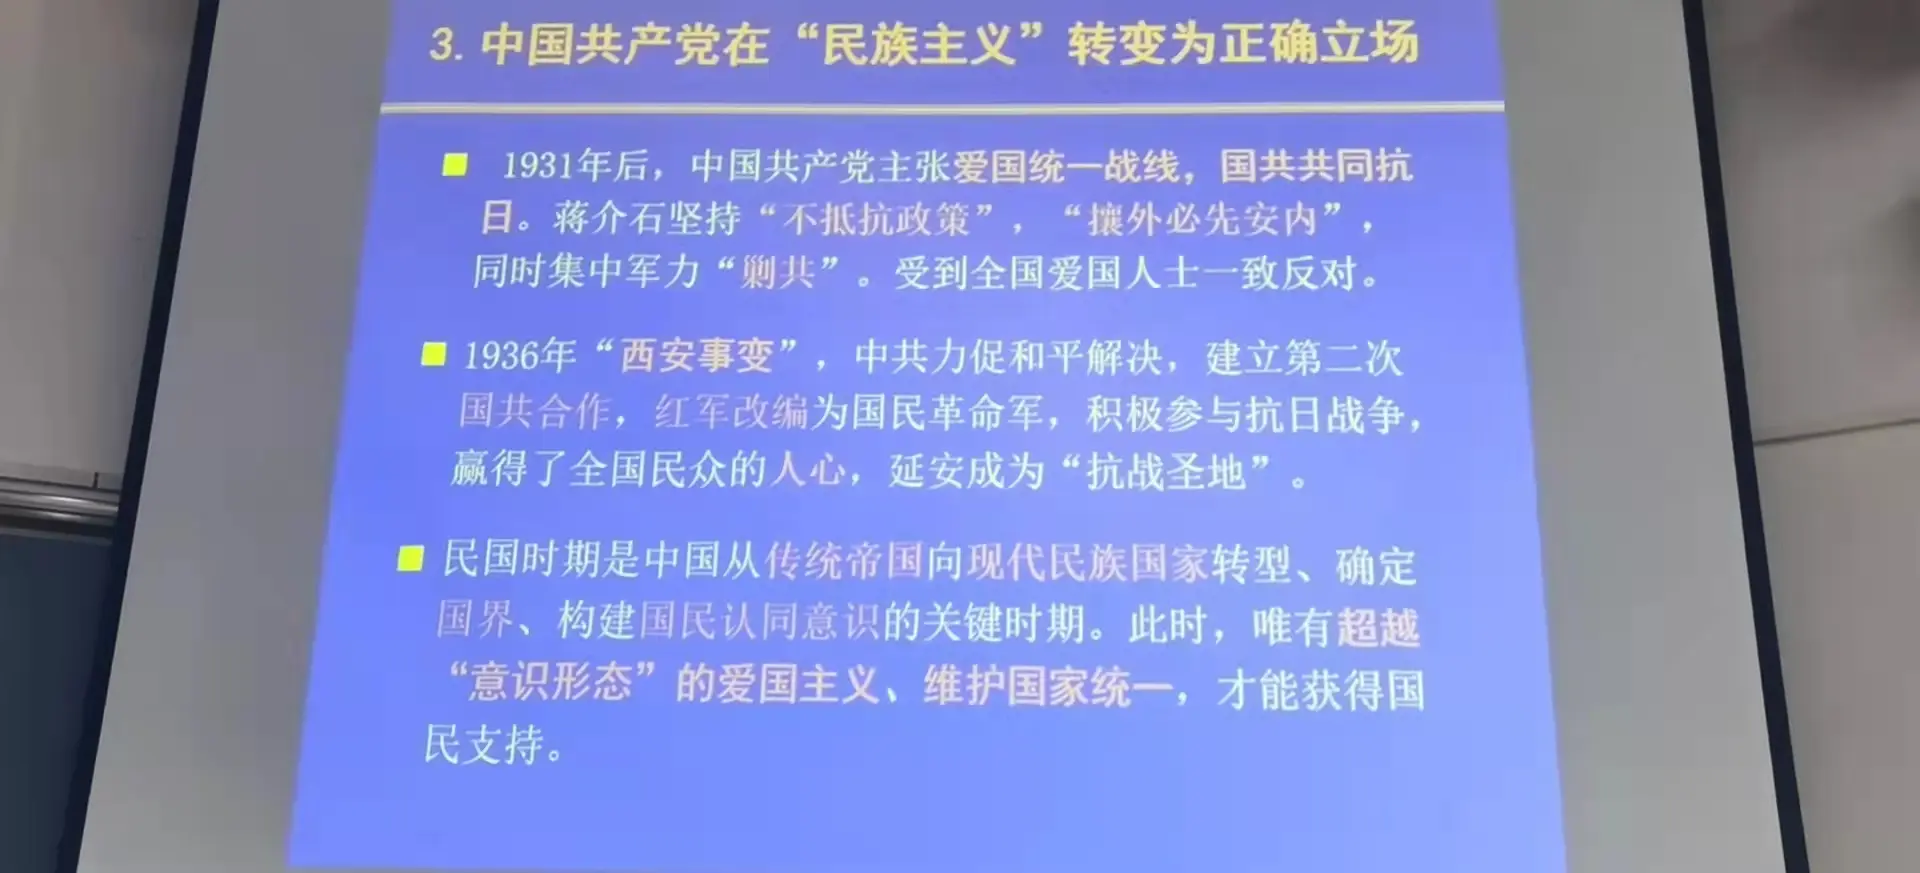 3. 中国共产党在“民族主义”转变为正确立场
1931年后，中国共产党主张爱国统一战线，国共共同抗
日。蒋介石坚持“不抵抗政策”，“攘外必先安内”，
同时集中军力“剿共”。受到全国爱国人士一致反对。
1936年“西安事变”，中共力促和平解决，建立第二次
国共合作，红军改编为国民革命军，积极参与抗日战争，
赢得了全国民众的人心，延安成为“抗战圣地”。
民国时期是中国从传统帝国向现代民族国家转型、确定
国界、构建国民认同意识的关键时期。此时，唯有超越
“意识形态”的爱国主义、维护国家统一，才能获得国
民支持。